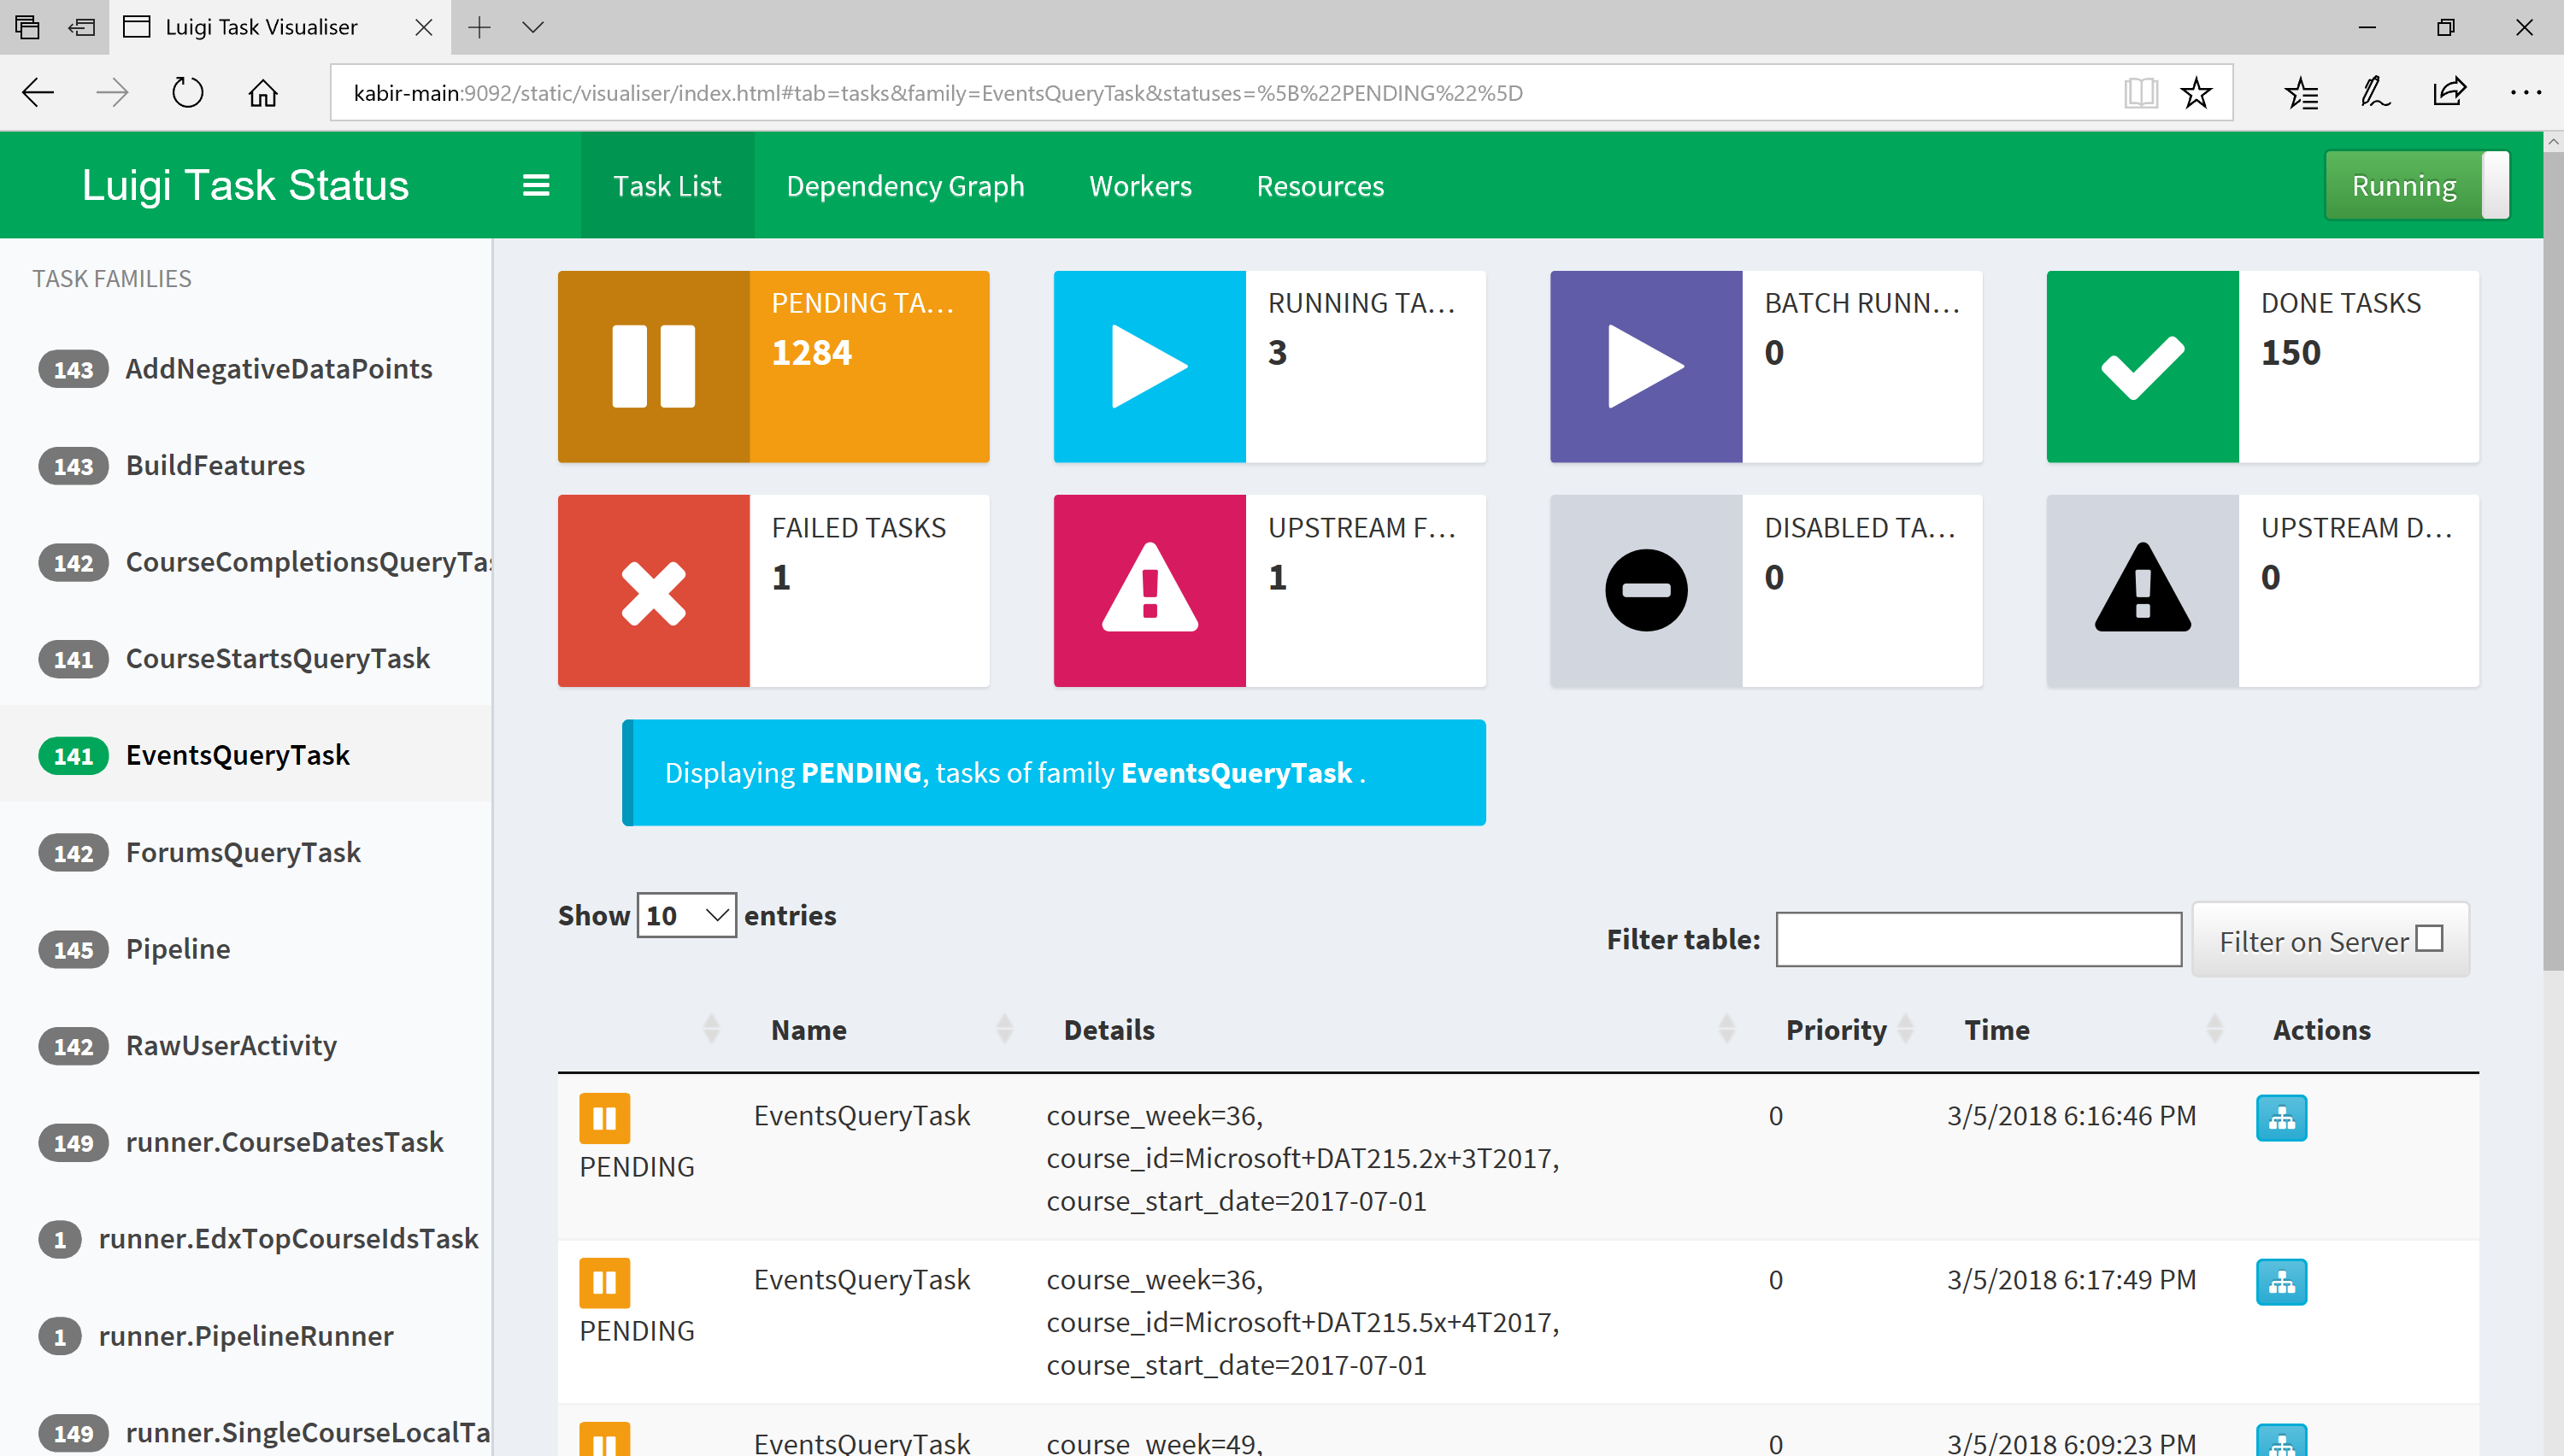 Luigi Task Visualiser
kabir-main:9092/static/visualiser/index.html#tab=tasks&family=EventsQueryTask&statuses=%5B%22PENDING%22%5D
Luigi Task Status
Task List
Dependency Graph
Workers
Resources
Running
TASK FAMILIES
143 AddNegativeDataPoints
143 BuildFeatures
142 CourseCompletionsQueryTas
141 CourseStartsQueryTask
141 EventsQueryTask
142 ForumsQueryTask
145 Pipeline
142 RawUserActivity
149 runner.CourseDatesTask
1 runner.EdxTopCourseIdsTask
1 runner.PipelineRunner
149 runner.SingleCourseLocalTa
PENDING TA...
1284
RUNNING TA...
3
BATCH RUNN...
0
DONE TASKS
150
FAILED TASKS
1
UPSTREAM F...
1
DISABLED TA...
0
UPSTREAM D...
0
Displaying PENDING, tasks of family EventsQueryTask .
Show 10 entries
Filter table:
Filter on Server
Name Details Priority Time Actions
PENDING
EventsQueryTask
course_week=36,
course_id=Microsoft+DAT215.2x+3T2017,
course_start_date=2017-07-01
0
3/5/2018 6:16:46 PM
PENDING
EventsQueryTask
course_week=36,
course_id=Microsoft+DAT215.5x+4T2017,
course_start_date=2017-07-01
0
3/5/2018 6:17:49 PM
EventsQueryTask
course_week=49,
0
3/5/2018 6:09:23 PM